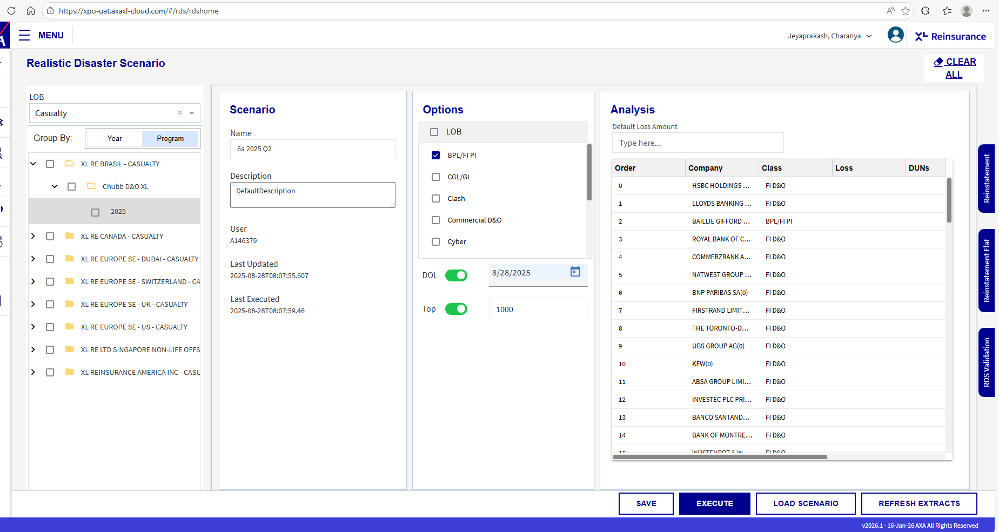 https://xpo-uat.axaxl-cloud.com/#/rds/rdshome
MENU
Jeyaprakash, Charanya
XL Reinsurance
Realistic Disaster Scenario
CLEAR
ALL
LOB
Casualty
Group By:
Year
Program
XL RE BRASIL - CASUALTY
Chubb D&O XL
2025
XL RE CANADA - CASUALTY
XL RE EUROPE SE - DUBAI - CASUALTY
XL RE EUROPE SE - SWITZERLAND - CA
XL RE EUROPE SE - UK - CASUALTY
XL RE EUROPE SE - US - CASUALTY
XL RE LTD SINGAPORE NON-LIFE OFFS
XL REINSURANCE AMERICA INC - CASU
Scenario
Name
6a 2025 Q2
Description
DefaultDescription
User
A146379
Last Updated
2025-08-28T08:07:55.607
Last Executed
2025-08-28T08:07:59.46
Options
LOB
BPL/FI PI
CGL/GL
Clash
Commercial D&O
Cyber
DOL
8/28/2025
Top
1000
Analysis
Default Loss Amount
Type here...
Order Company Class Loss DUNs
0 HSBC HOLDINGS ... FI D&O
1 LLOYDS BANKING ... FI D&O
2 BAILLIE GIFFORD ... BPL/FI PI
3 ROYAL BANK OF C... FI D&O
4 COMMERZBANK A... FI D&O
5 NATWEST GROUP ... FI D&O
6 BNP PARIBAS SA(0) FI D&O
7 FIRSTRAND LIMIT... FI D&O
8 THE TORONTO-D... FI D&O
9 UBS GROUP AG(0) FI D&O
10 KFW(0) FI D&O
11 ABSA GROUP LIMI... FI D&O
12 INVESTEC PLC PRI... FI D&O
13 BANCO SANTAND... FI D&O
14 BANK OF MONTRE... FI D&O
15 WÜSTENROT & W... FI D&O
Reinstatement
Reinstatement Flat
RDS Validation
SAVE
EXECUTE
LOAD SCENARIO
REFRESH EXTRACTS
v2026.1 - 16-Jan-26 AXA All Rights Reserved